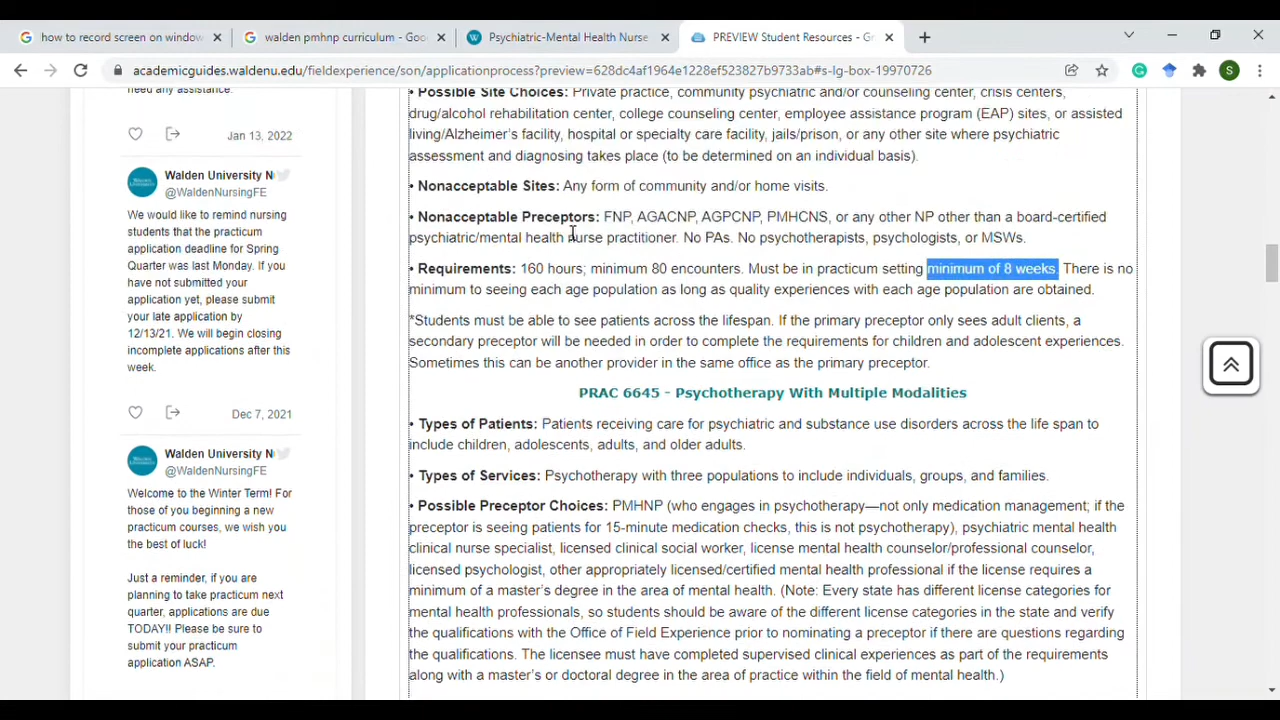 how to record screen on window
walden pmhnp curriculum - Goo
Psychiatric-Mental Health Nurse
PREVIEW Student Resources - Gr
academicguides.waldenu.edu/fieldexperience/son/applicationprocess?preview=628dc4af1964e1228ef523827b9733ab#s-lg-box-19970726
S
need any assistance.
Jan 13, 2022
Walden University N
@WaldenNursingFE
We would like to remind nursing
students that the practicum
application deadline for Spring
Quarter was last Monday. If you
have not submitted your
application yet, please submit
your late application by
12/13/21. We will begin closing
incomplete applications after this
week.
Dec 7, 2021
Walden University N
@WaldenNursingFE
Welcome to the Winter Term! For
those of you beginning a new
practicum courses, we wish you
the best of luck!
Just a reminder, if you are
planning to take practicum next
quarter, applications are due
TODAY!! Please be sure to
submit your practicum
application ASAP.
• Possible Site Choices: Private practice, community psychiatric and/or counseling center, crisis centers,
drug/alcohol rehabilitation center, college counseling center, employee assistance program (EAP) sites, or assisted
living/Alzheimer's facility, hospital or specialty care facility, jails/prison, or any other site where psychiatric
assessment and diagnosing takes place (to be determined on an individual basis).
• Nonacceptable Sites: Any form of community and/or home visits.
• Nonacceptable Preceptors: FNP, AGACNP, AGPCNP, PMHCNS, or any other NP other than a board-certified
psychiatric/mental health nurse practitioner. No PAs. No psychotherapists, psychologists, or MSWs.
• Requirements: 160 hours; minimum 80 encounters. Must be in practicum setting minimum of 8 weeks. There is no
minimum to seeing each age population as long as quality experiences with each age population are obtained.
*Students must be able to see patients across the lifespan. If the primary preceptor only sees adult clients, a
secondary preceptor will be needed in order to complete the requirements for children and adolescent experiences.
Sometimes this can be another provider in the same office as the primary preceptor.
PRAC 6645 - Psychotherapy With Multiple Modalities
• Types of Patients: Patients receiving care for psychiatric and substance use disorders across the life span to
include children, adolescents, adults, and older adults.
• Types of Services: Psychotherapy with three populations to include individuals, groups, and families.
• Possible Preceptor Choices: PMHNP (who engages in psychotherapy—not only medication management; if the
preceptor is seeing patients for 15-minute medication checks, this is not psychotherapy), psychiatric mental health
clinical nurse specialist, licensed clinical social worker, license mental health counselor/professional counselor,
licensed psychologist, other appropriately licensed/certified mental health professional if the license requires a
minimum of a master's degree in the area of mental health. (Note: Every state has different license categories for
mental health professionals, so students should be aware of the different license categories in the state and verify
the qualifications with the Office of Field Experience prior to nominating a preceptor if there are questions regarding
the qualifications. The licensee must have completed supervised clinical experiences as part of the requirements
along with a master's or doctoral degree in the area of practice within the field of mental health.)